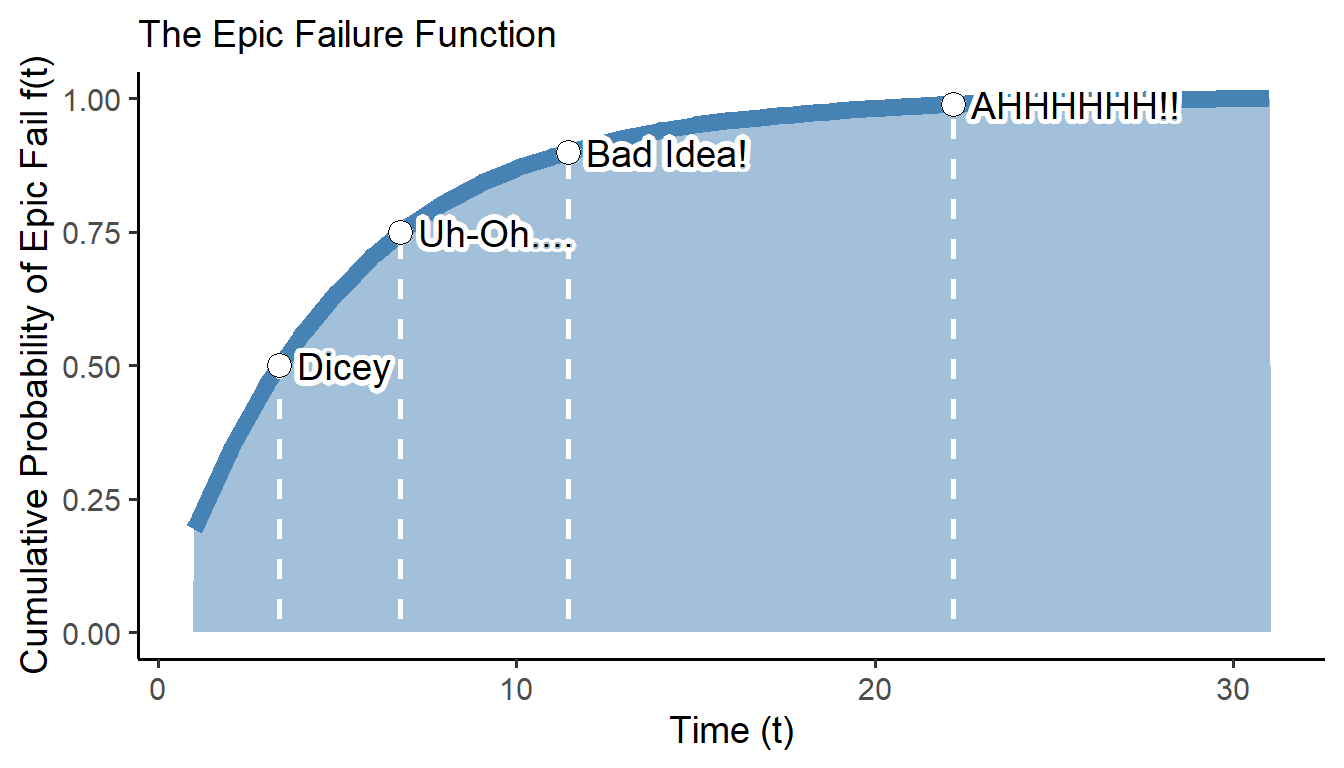 The Epic Failure Function
Cumulative Probability of Epic Fail f(t)
1.00
0.75
0.50
0.25
0.00
AHHHHHH!!
Bad Idea!
Uh-Oh....
Dicey
0
10
20
30
Time (t)